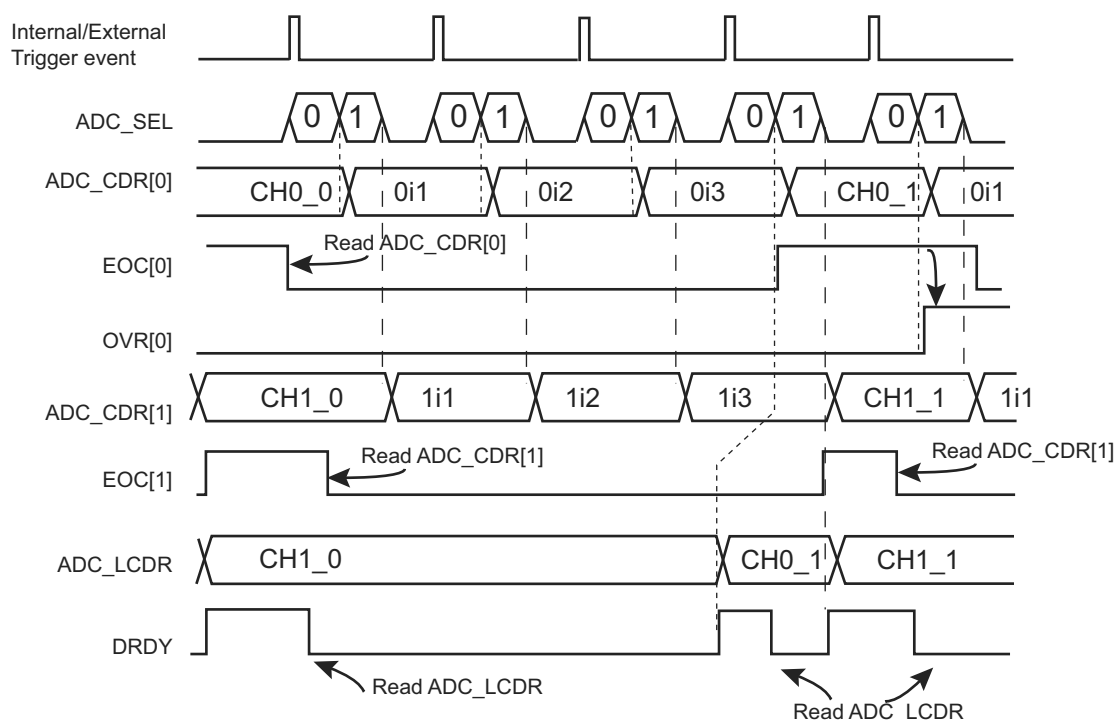 Internal/External
Trigger event
ADC_SEL
0 1 0 1 0 1 0 1 0 1
ADC_CDR[0]
CH0_0 0i1 0i2 0i3 CH0_1 0i1
Read ADC_CDR[0]
EOC[0]
OVR[0]
ADC_CDR[1]
CH1_0 1i1 1i2 1i3 CH1_1 1i1
Read ADC_CDR[1] Read ADC_CDR[1]
EOC[1]
ADC_LCDR
CH1_0 CH0_1 CH1_1
DRDY
Read ADC_LCDR
Read ADC_LCDR